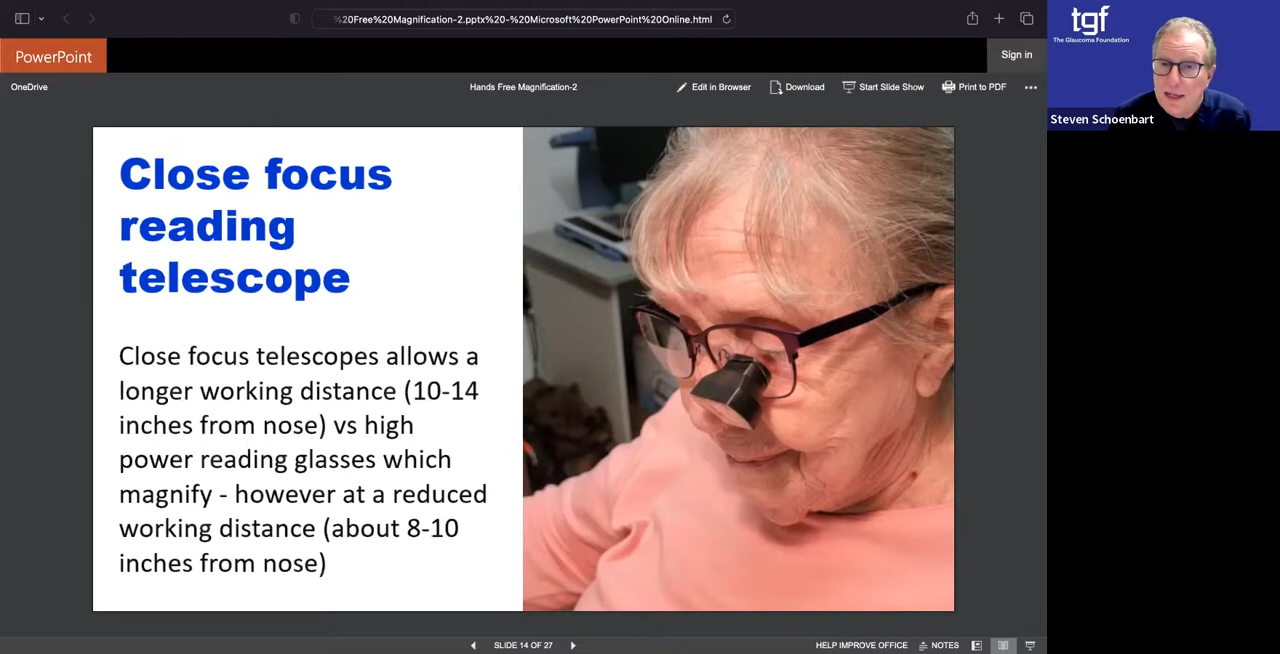 %20Free%20Magnification-2.pptx%20-%20Microsoft%20PowerPoint%20Online.html
tgf
The Glaucoma Foundation
PowerPoint
Sign in
OneDrive
Hands Free Magnification-2
Edit in Browser
Download
Start Slide Show
Print to PDF
Steven Schoenbart
Close focus
reading
telescope
Close focus telescopes allows a
longer working distance (10-14
inches from nose) vs high
power reading glasses which
magnify - however at a reduced
working distance (about 8-10
inches from nose)
SLIDE 14 OF 27
HELP IMPROVE OFFICE
NOTES